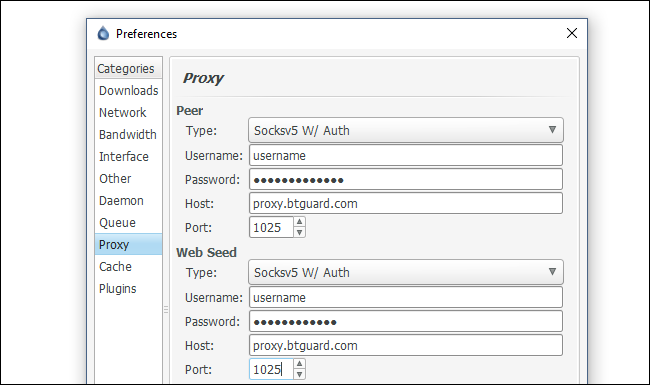 Preferences
Categories
Downloads
Network
Bandwidth
Interface
Other
Daemon
Queue
Proxy
Cache
Plugins
Proxy
Peer
Type: Socksv5 W/ Auth
Username: username
Password: ●●●●●●●●●●●●●
Host: proxy.btguard.com
Port: 1025
Web Seed
Type: Socksv5 W/ Auth
Username: username
Password: ●●●●●●●●●●●●
Host: proxy.btguard.com
Port: 1025